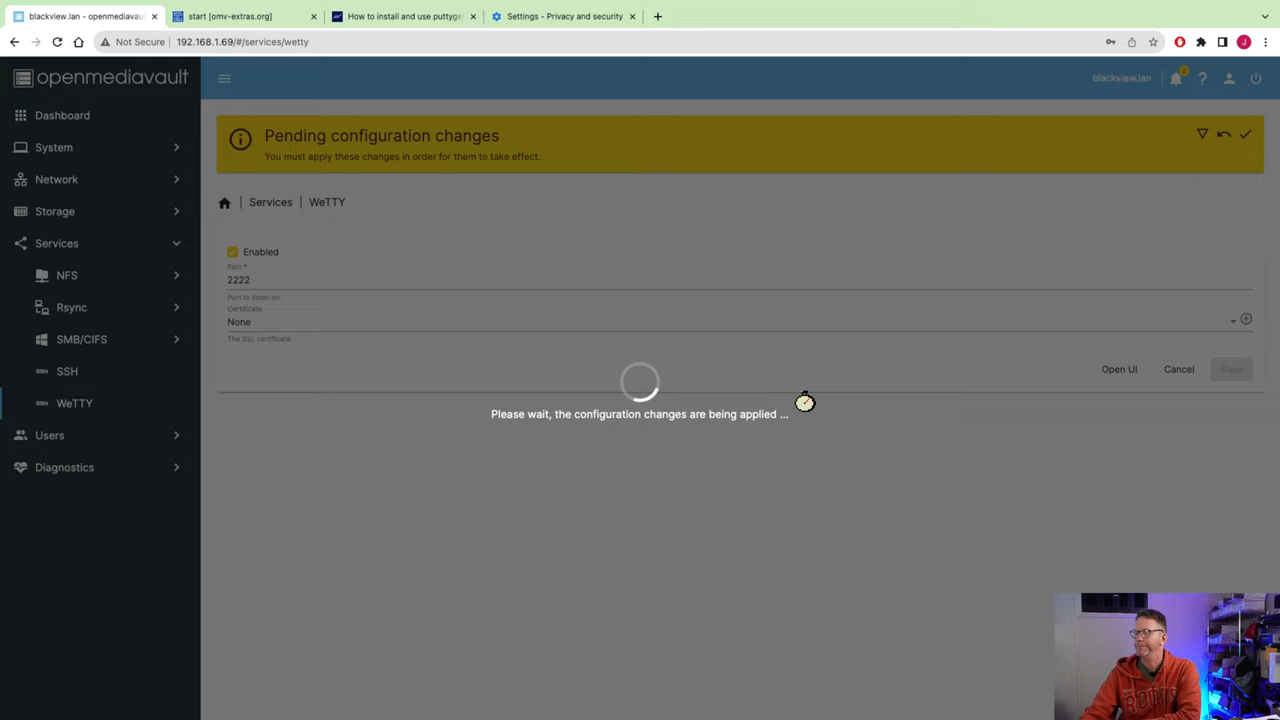 blackview.lan - openmediavaul
start [omv-extras.org]
How to install and use puttyge
Settings - Privacy and security
Not Secure
192.168.1.69/#/services/wetty
J
openmediavault
blackview.lan
Dashboard
System
Network
Storage
Services
NFS
Rsync
SMB/CIFS
SSH
WeTTY
Users
Diagnostics
Pending configuration changes
You must apply these changes in order for them to take effect.
Services | WeTTY
Enabled
Port *
2222
Port to listen on.
Certificate
None
The SSL certificate.
Open UI
Cancel
Save
Please wait, the configuration changes are being applied ...